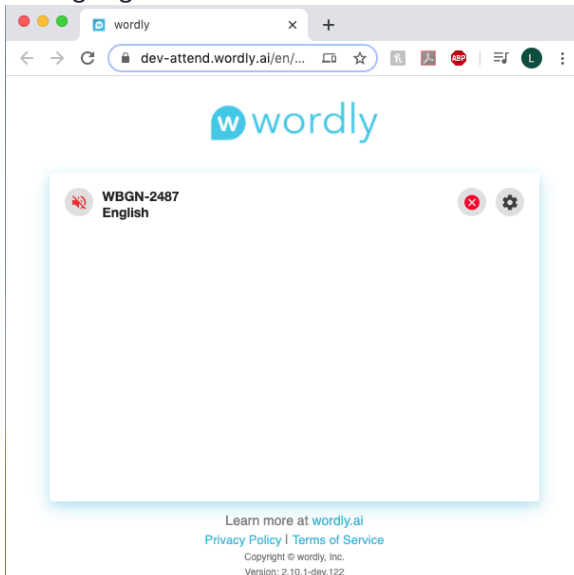 wordly
dev-attend.wordly.ai/en/...
ABP
L
w wordly
WBGN-2487
English
Learn more at wordly.ai
Privacy Policy | Terms of Service
Copyright © wordly, Inc.
Version: 2.10.1-dev.122